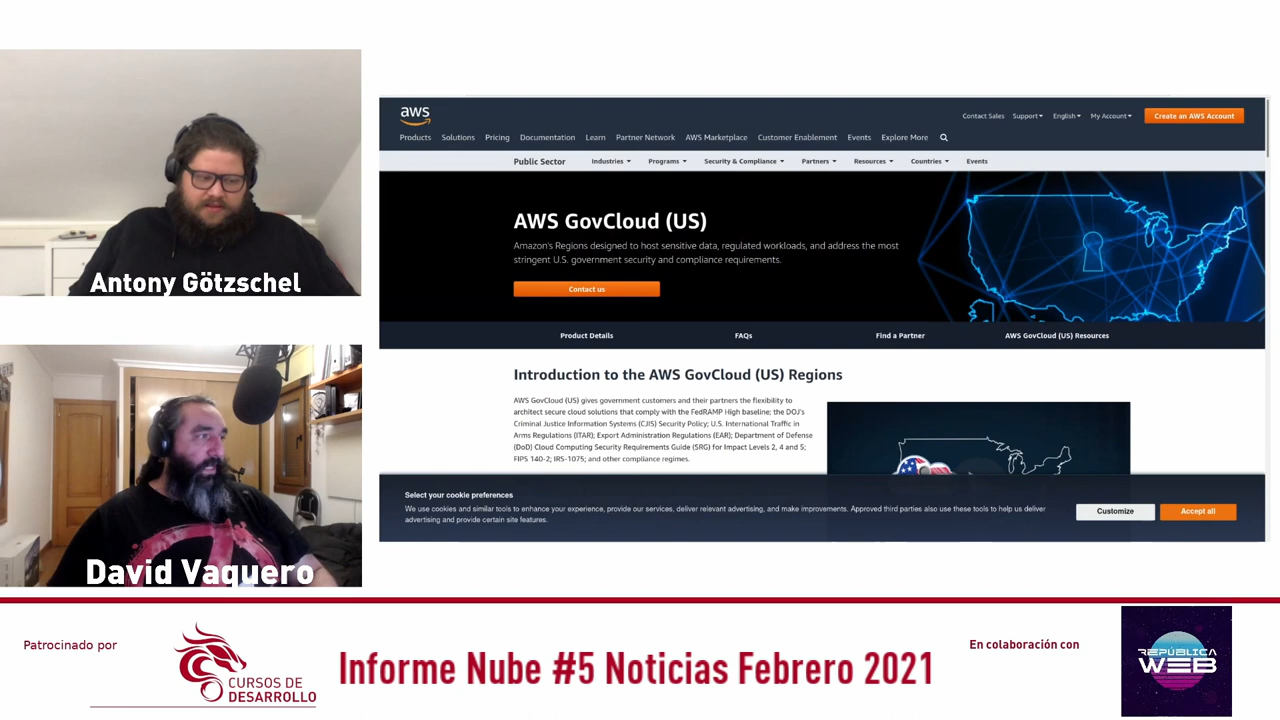 Antony Götzschel
David Vaquero
aws
Contact Sales Support English My Account Create an AWS Account
Products Solutions Pricing Documentation Learn Partner Network AWS Marketplace Customer Enablement Events Explore More
Public Sector Industries Programs Security & Compliance Partners Resources Countries Events
AWS GovCloud (US)
Amazon's Regions designed to host sensitive data, regulated workloads, and address the most
stringent U.S. government security and compliance requirements.
Contact us
Product Details FAQs Find a Partner AWS GovCloud (US) Resources
Introduction to the AWS GovCloud (US) Regions
AWS GovCloud (US) gives government customers and their partners the flexibility to
architect secure cloud solutions that comply with the FedRAMP High baseline; the DOJ's
Criminal Justice Information Systems (CJIS) Security Policy; U.S. International Traffic in
Arms Regulations (ITAR); Export Administration Regulations (EAR); Department of Defense
(DoD) Cloud Computing Security Requirements Guide (SRG) for Impact Levels 2, 4 and 5;
FIPS 140-2; IRS-1075; and other compliance regimes.
Select your cookie preferences
We use cookies and similar tools to enhance your experience, provide our services, deliver relevant advertising, and make improvements. Approved third parties also use these tools to help us deliver
advertising and provide certain site features.
Customize Accept all
Patrocinado por
CURSOS DE
DESARROLLO
Informe Nube #5 Noticias Febrero 2021
En colaboración con
REPÚBLICA
WEB